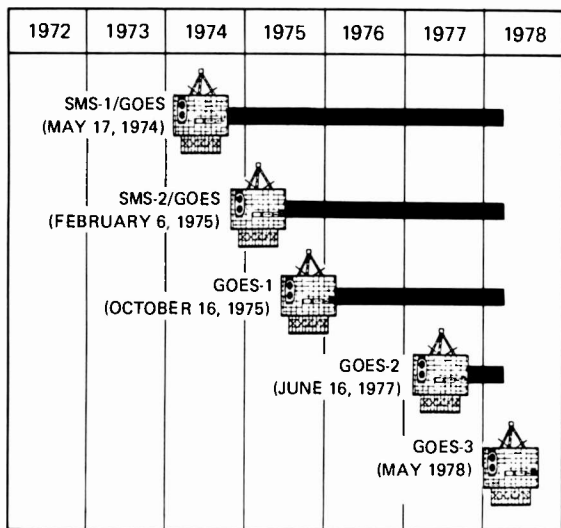 1972 1973 1974 1975 1976 1977 1978
SMS-1/GOES
(MAY 17, 1974)
SMS-2/GOES
(FEBRUARY 6, 1975)
GOES-1
(OCTOBER 16, 1975)
GOES-2
(JUNE 16, 1977)
GOES-3
(MAY 1978)